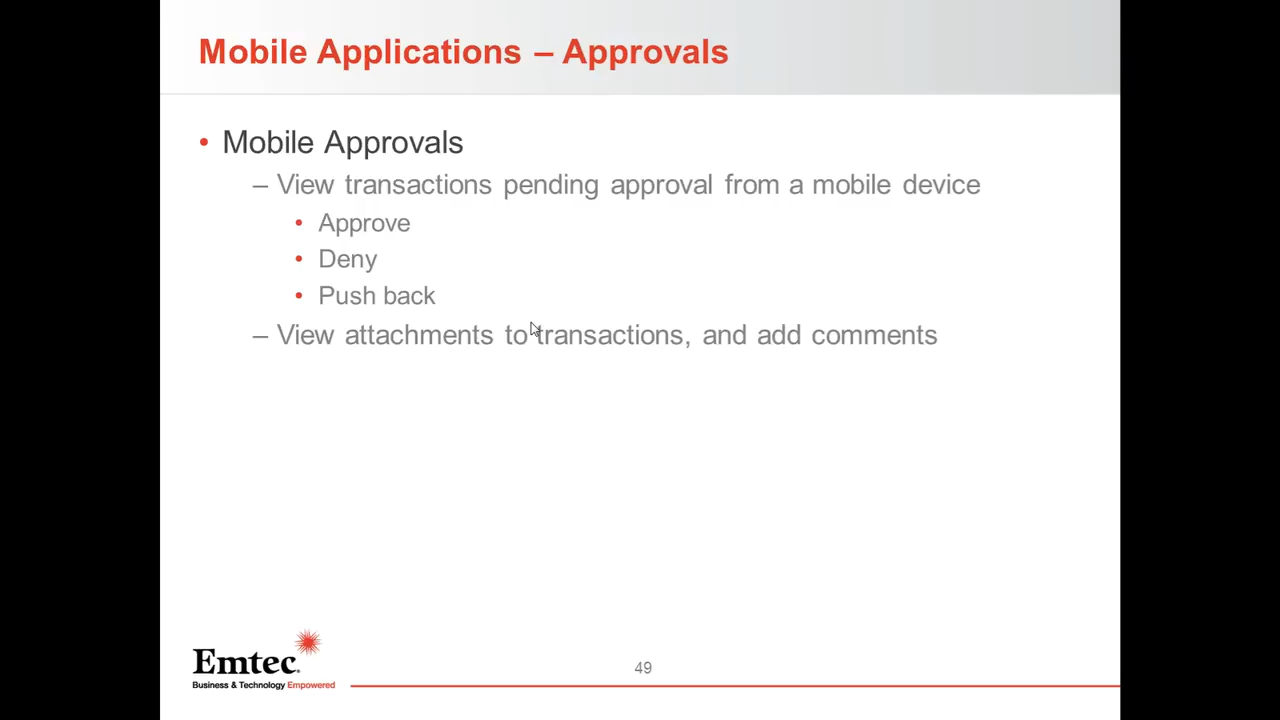 Mobile Applications – Approvals
• Mobile Approvals
– View transactions pending approval from a mobile device
• Approve
• Deny
• Push back
– View attachments to transactions, and add comments
Emtec.
Business & Technology Empowered
49